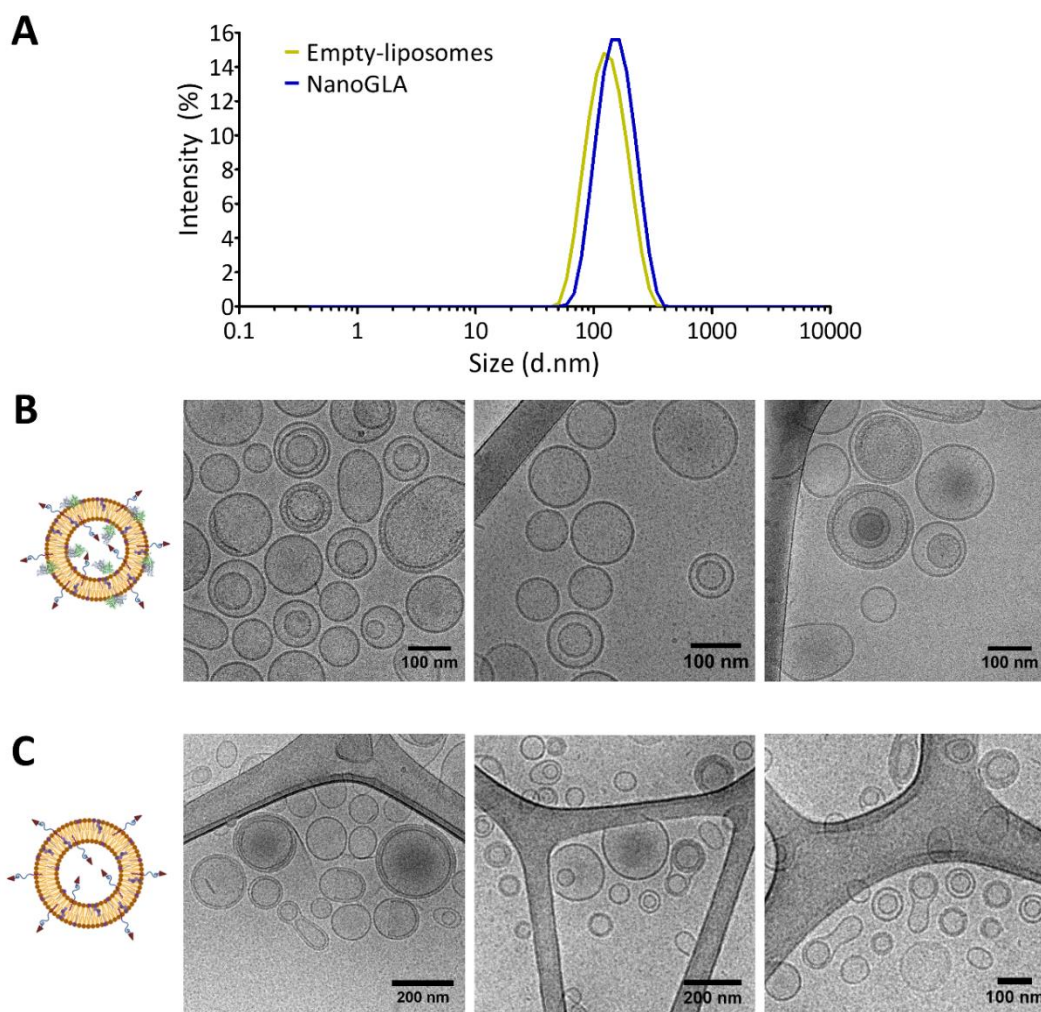 A
Empty-liposomes
NanoGLA
Intensity (%)
16
14
12
10
8
6
4
2
0
0.1 1 10 100 1000 10000
Size (d.nm)
B
100 nm 100 nm 100 nm
C
200 nm 200 nm 100 nm